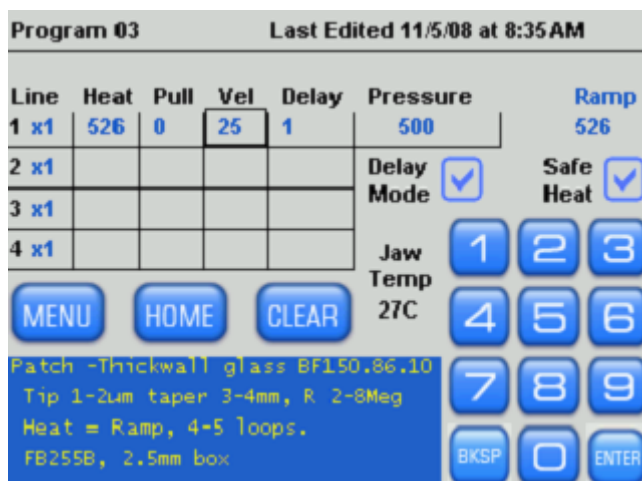 Program 03 Last Edited 11/5/08 at 8:35AM
Line Heat Pull Vel Delay Pressure Ramp
1 x1 526 0 25 1 500 526
2 x1
Delay Mode
Safe Heat
3 x1
4 x1
Jaw Temp
27C
1 2 3
MENU HOME CLEAR
4 5 6
Patch -Thickwall glass BF150.86.10
Tip 1-2um taper 3-4mm, R 2-8Meg
Heat = Ramp, 4-5 loops.
FB255B, 2.5mm box
7 8 9
BKSP 0 ENTER